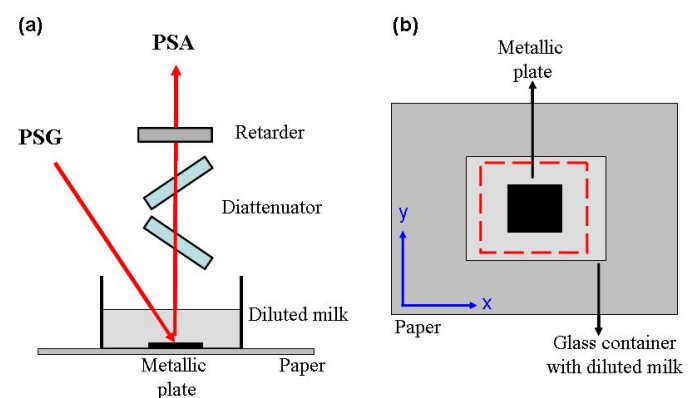 (a)
PSA
Retarder
PSG
Diattenuator
Diluted milk
Metallic
plate
Paper
(b)
Metallic
plate
y
x
Paper
Glass container
with diluted milk